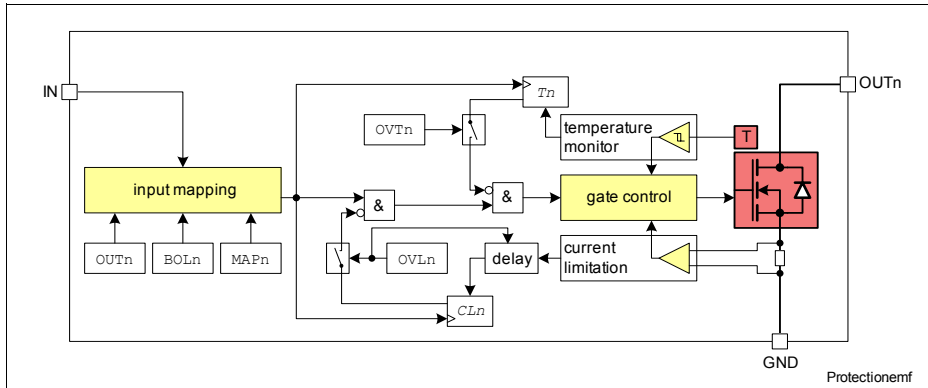 IN
OUTn
Tn
OVTn
temperature
monitor
T
input mapping
&
&
gate control
OUTn
BOLn
MAPn
OVLn
delay
current
limitation
CLn
GND
Protectionemf